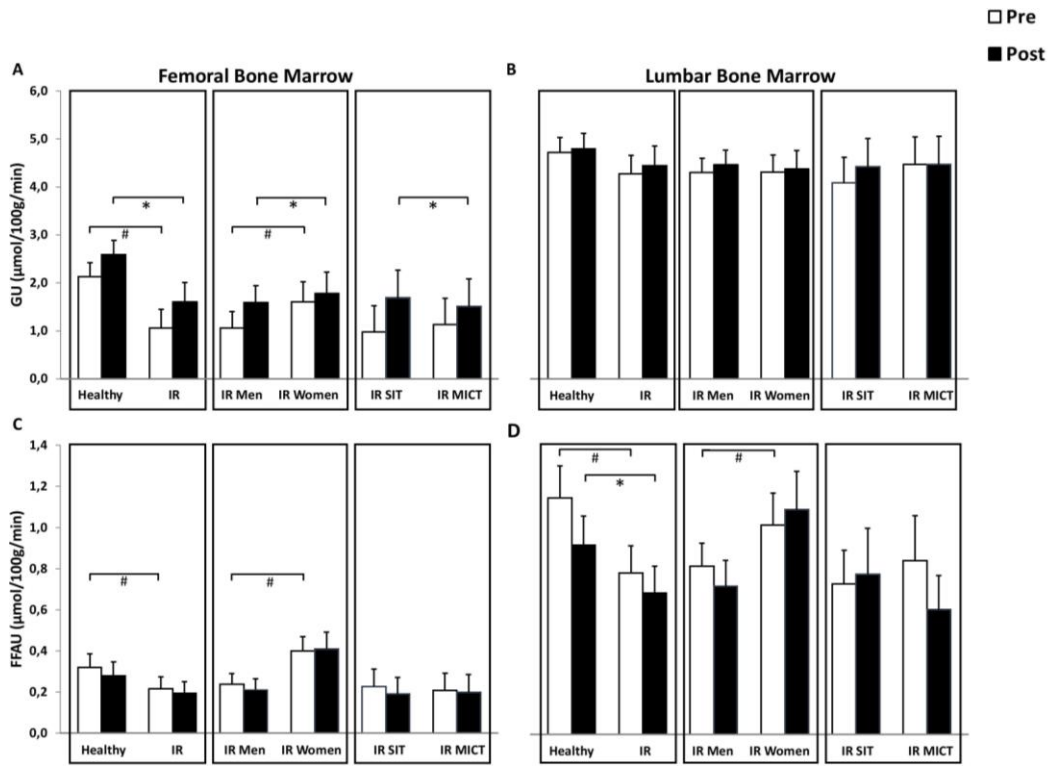 Pre
Post
A
Femoral Bone Marrow
B
Lumbar Bone Marrow
GU (µmol/100g/min)
6,0
5,0
4,0
3,0
2,0
1,0
0,0
*
#
*
#
*
Healthy
IR
IR Men
IR Women
IR SIT
IR MICT
Healthy
IR
IR Men
IR Women
IR SIT
IR MICT
C
D
FFAU (µmol/100g/min)
1,4
1,2
1,0
0,8
0,6
0,4
0,2
0,0
#
#
Healthy
IR
IR Men
IR Women
IR SIT
IR MICT
#
*
#
Healthy
IR
IR Men
IR Women
IR SIT
IR MICT